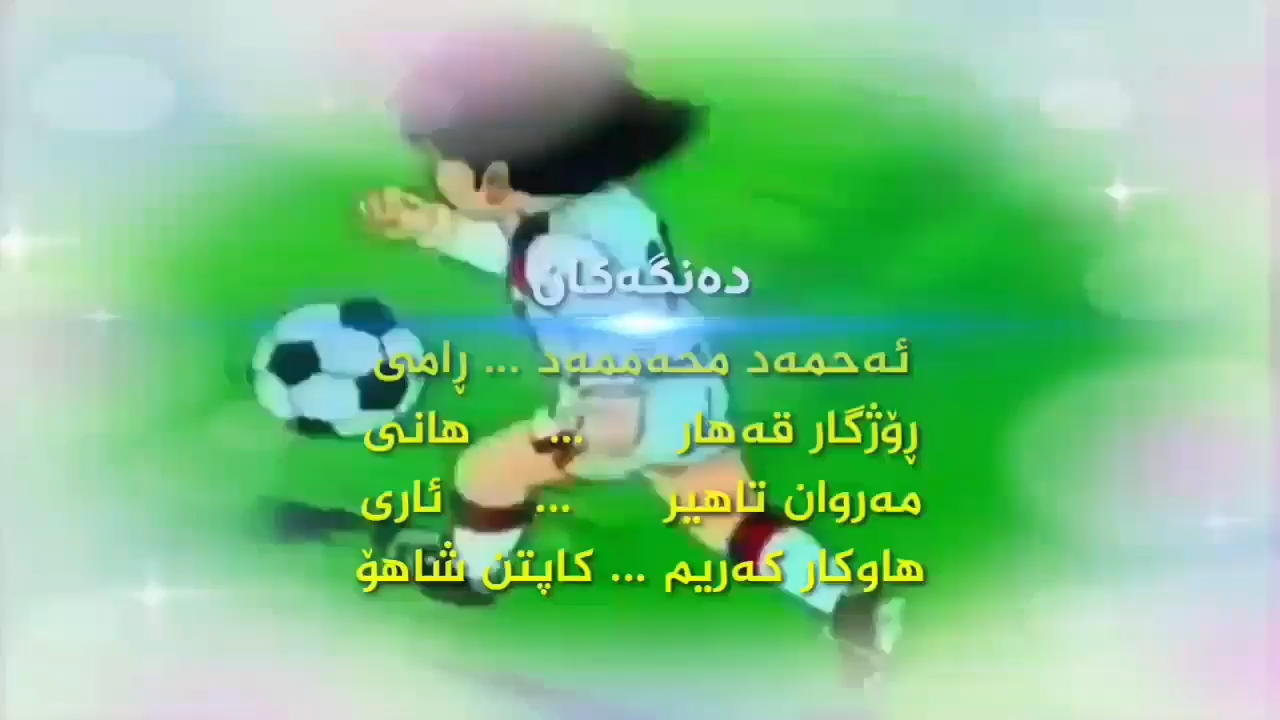 دەنگەکان
ئەحمەد محەممەد ... ڕامی
ڕۆژگار قەهار ... هانی
مەروان تاهیر ... ئاری
هاوکار کەریم ... کاپتن شاهۆ